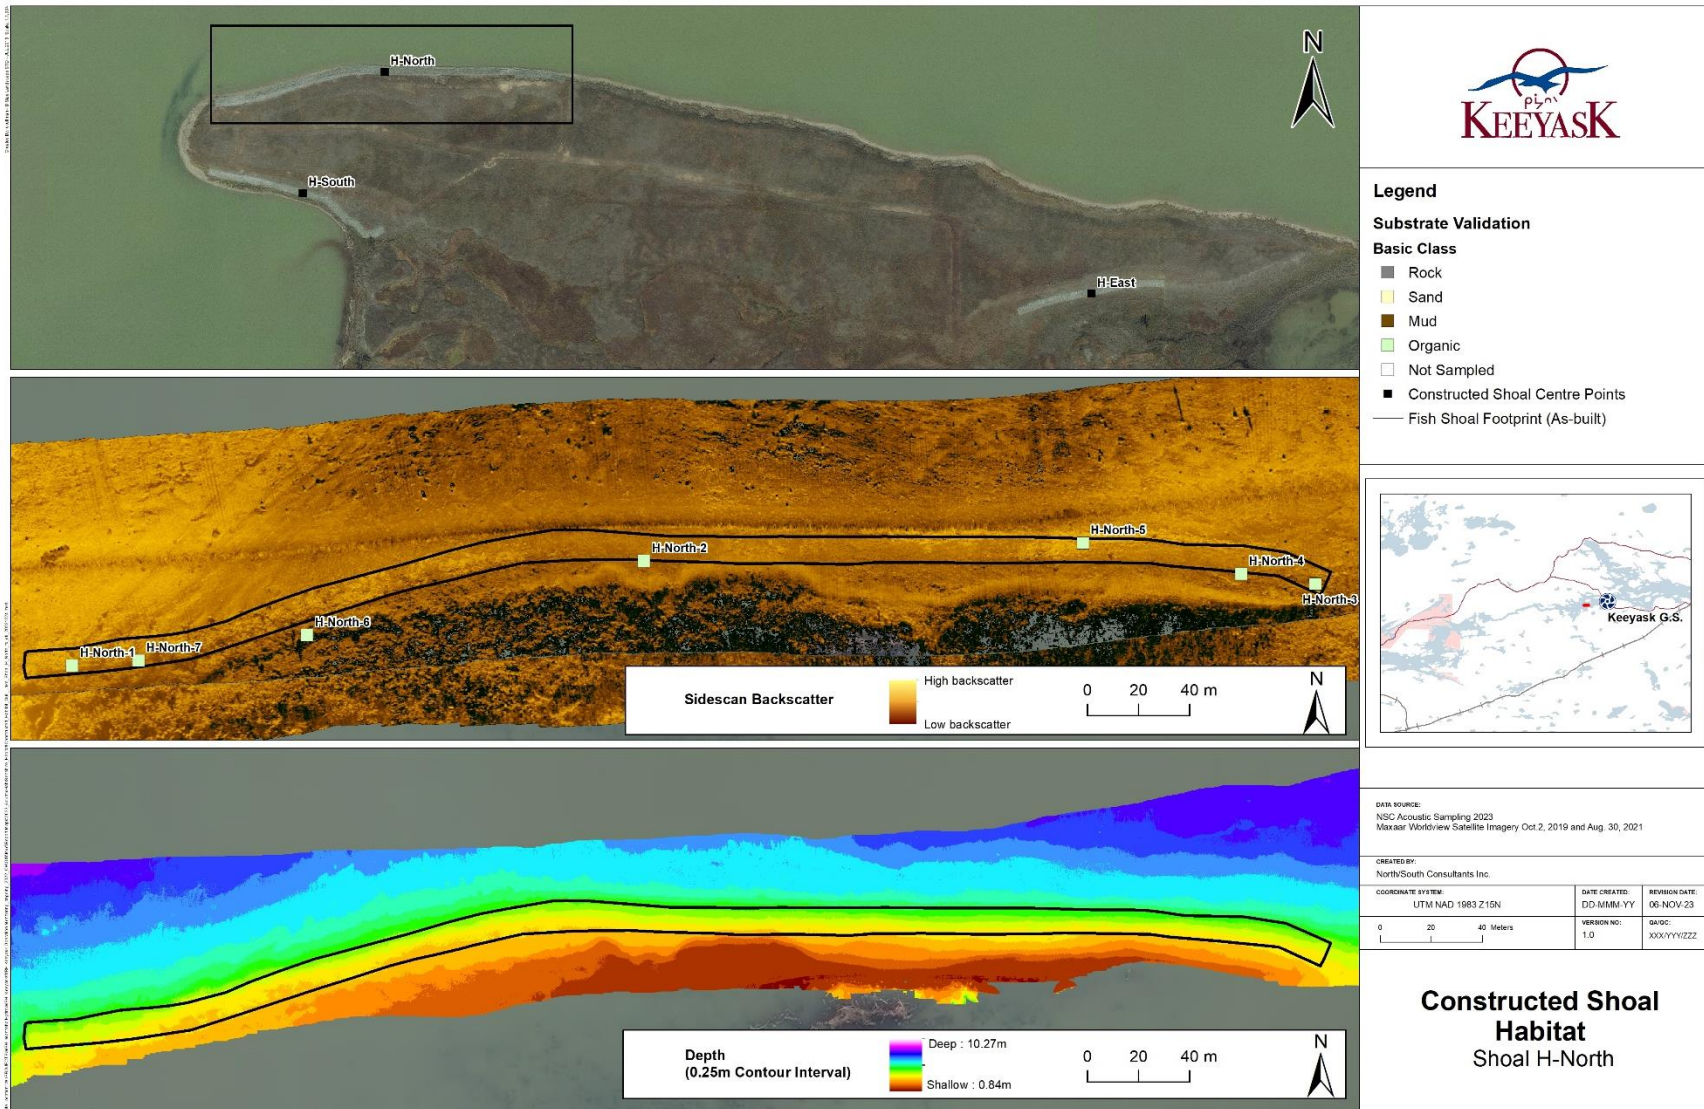 H-North
H-South
H-East
N
H-North-1
H-North-7
H-North-6
H-North-2
H-North-5
H-North-4
H-North-3
Sidescan Backscatter
High backscatter
Low backscatter
0 20 40 m
N
Depth
(0.25m Contour Interval)
Deep : 10.27m
Shallow : 0.84m
0 20 40 m
N
KEEYASK
Legend
Substrate Validation
Basic Class
Rock
Sand
Mud
Organic
Not Sampled
Constructed Shoal Centre Points
Fish Shoal Footprint (As-built)
Keeyask G.S.
DATA SOURCE:
NSC Acoustic Sampling 2023
Maxaar Worldview Satellite Imagery Oct.2, 2019 and Aug. 30, 2021
CREATED BY:
North/South Consultants Inc.
COORDINATE SYSTEM:
UTM NAD 1983 Z15N
DATE CREATED:
DD-MMM-YY
REVISION DATE:
06-NOV-23
0 20 40 Meters
VERSION NO:
1.0
QA/QC:
XXX/YYY/ZZZ
Constructed Shoal
Habitat
Shoal H-North